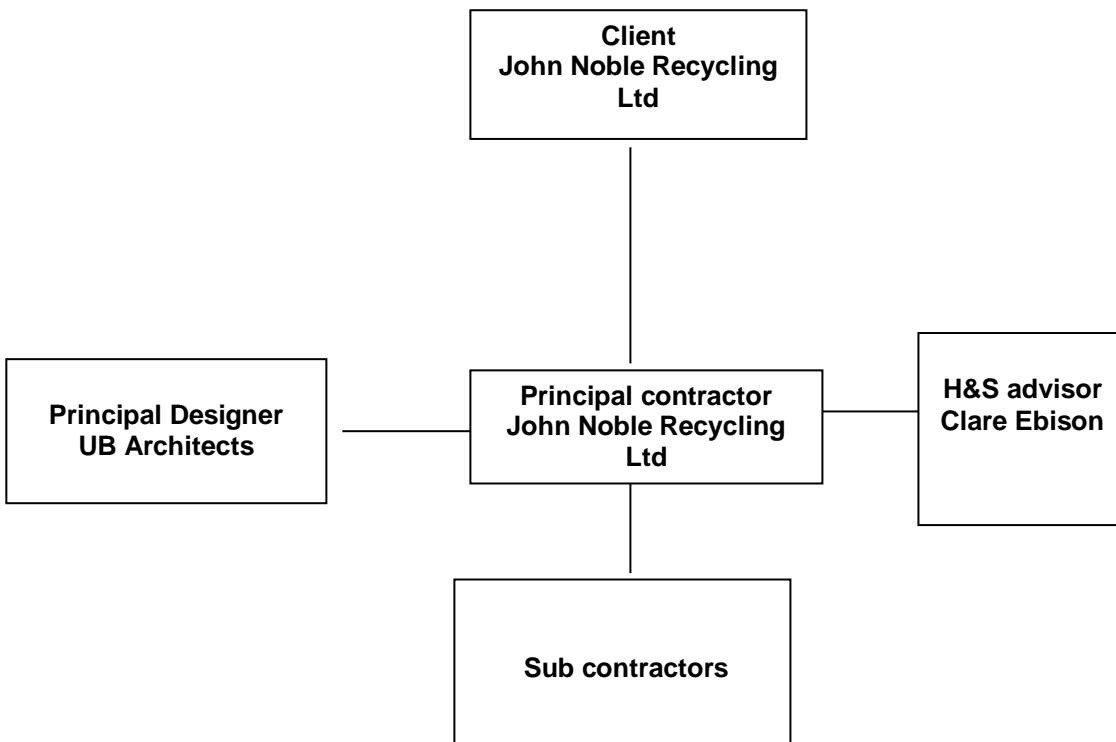 Client
John Noble Recycling
Ltd
Principal Designer
UB Architects
Principal contractor
John Noble Recycling
Ltd
H&S advisor
Clare Ebison
Sub contractors